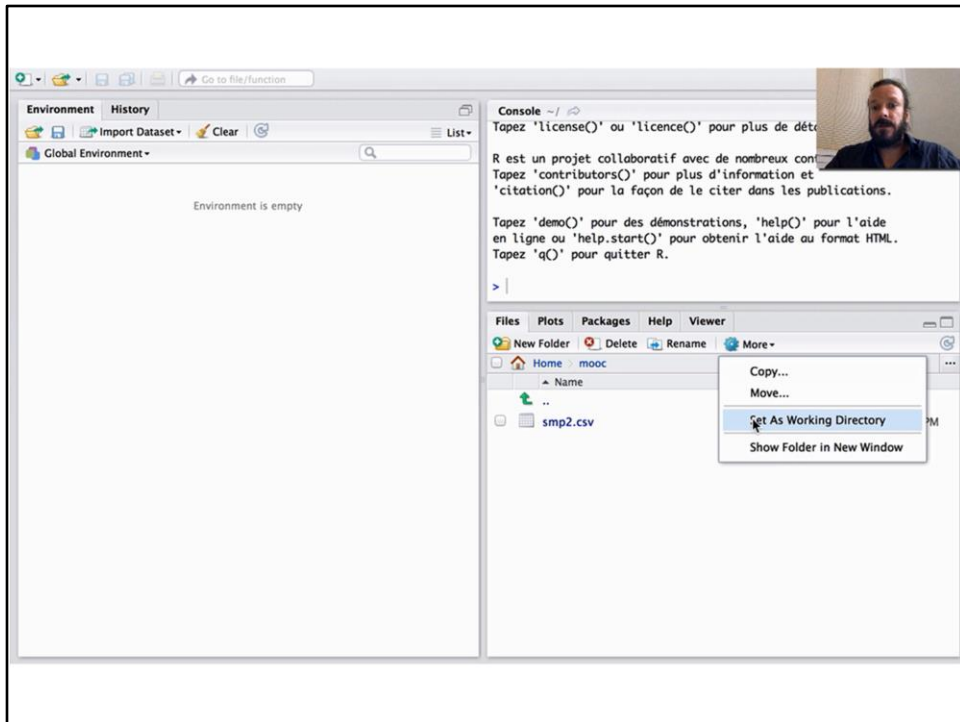 Go to file/function
Environment History
Import Dataset Clear List
Global Environment
Environment is empty
Console ~/
Tapez 'license()' ou 'licence()' pour plus de
R est un projet collaboratif avec de nombreux
Tapez 'contributors()' pour plus d'information et
'citation()' pour la façon de le citer dans les publications.
Tapez 'demo()' pour des démonstrations, 'help()' pour l'aide
en ligne ou 'help.start()' pour obtenir l'aide au format HTML.
Tapez 'q()' pour quitter R.
>
Files Plots Packages Help Viewer
New Folder Delete Rename More
Home mooc
Name
..
smp2.csv
Copy...
Move...
Set As Working Directory
PM
Show Folder in New Window